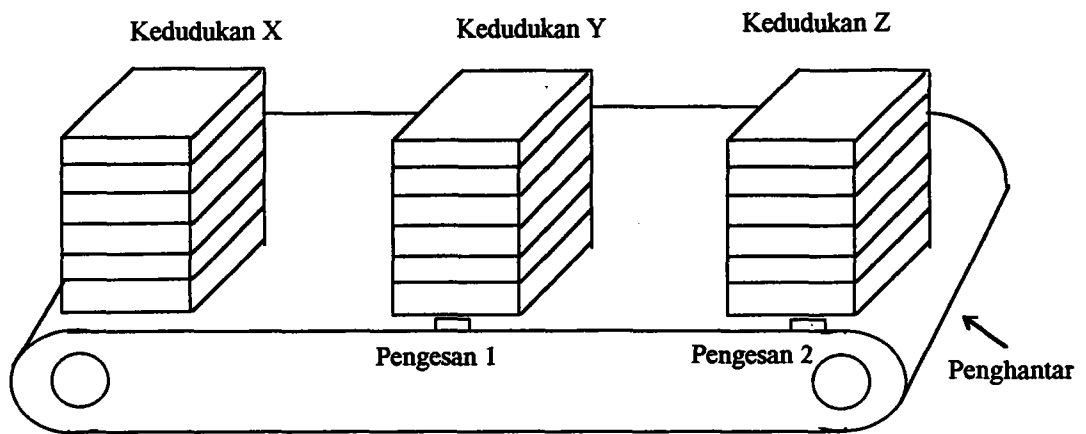 Kedudukan X
Kedudukan Y
Kedudukan Z
Pengesan 1
Pengesan 2
Penghantar